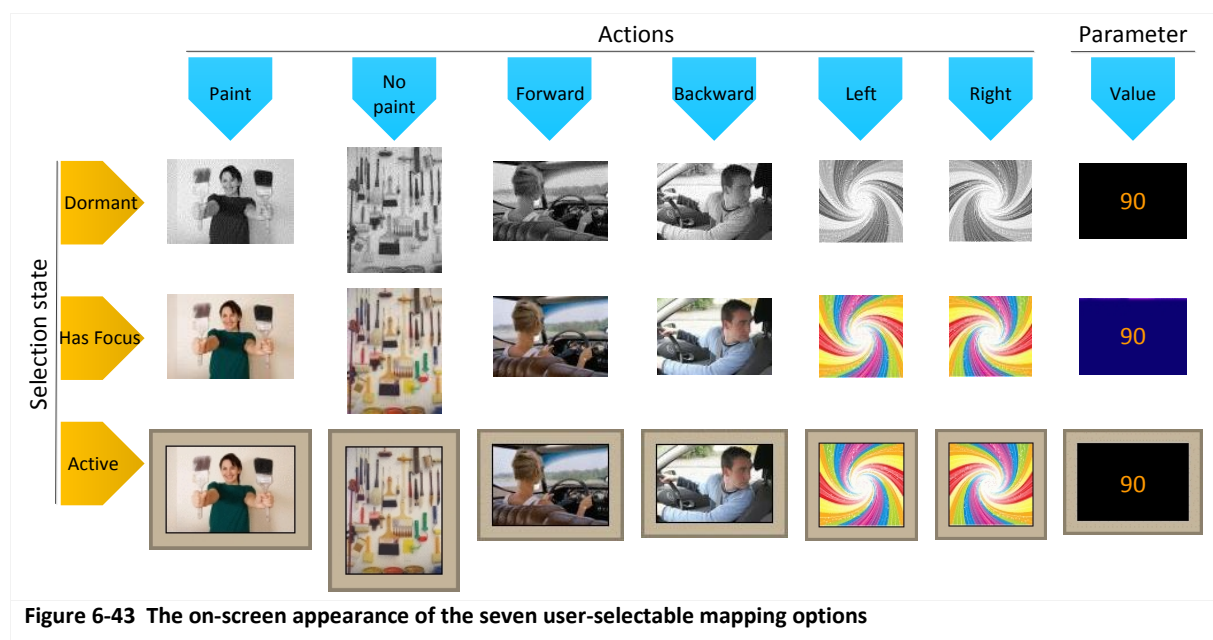 Actions
Parameter
Paint
No
paint
Forward
Backward
Left
Right
Value
Selection state
Dormant
90
Has Focus
90
Active
90
Figure 6-43 The on-screen appearance of the seven user-selectable mapping options